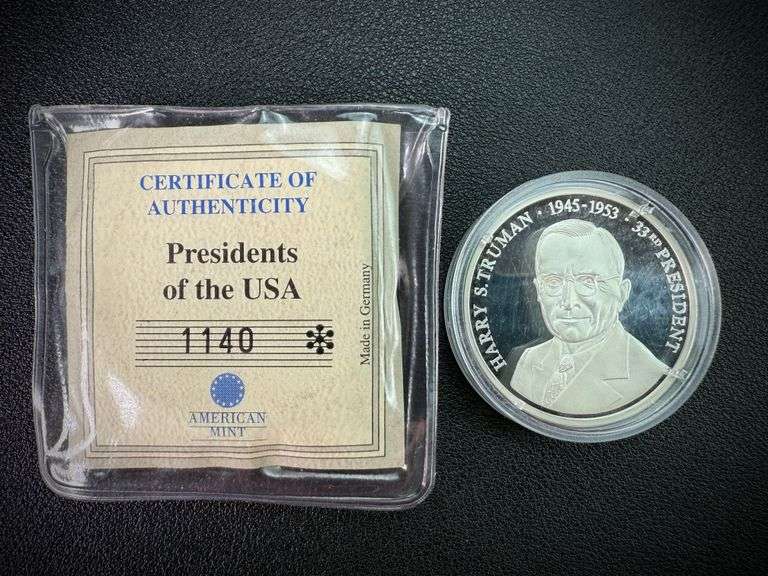 CERTIFICATE OF
AUTHENTICITY
Presidents
of the USA
1140
Made in Germany
AMERICAN
MINT
HARRY S. TRUMAN · 1945-1953 · 33RD PRESIDENT